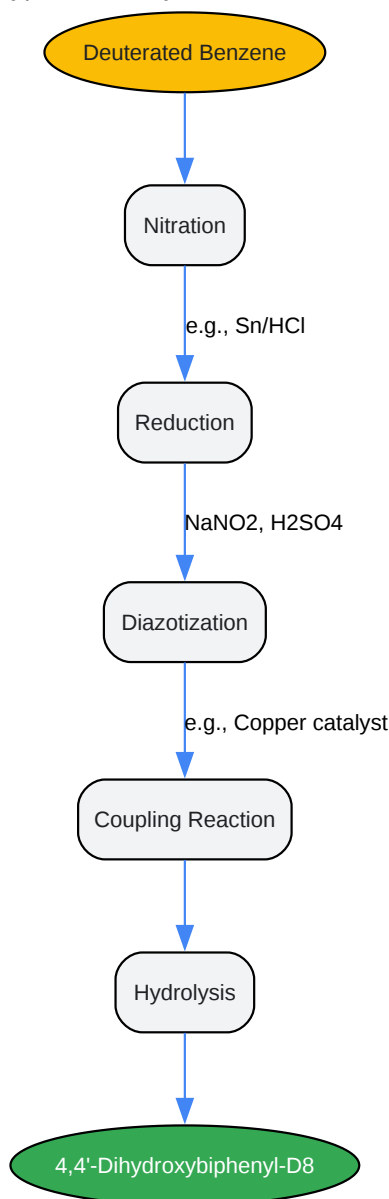 Deuterated Benzene
Nitration
e.g., Sn/HCl
Reduction
NaNO2, H2SO4
Diazotization
e.g., Copper catalyst
Coupling Reaction
Hydrolysis
4,4'-Dihydroxybiphenyl-D8